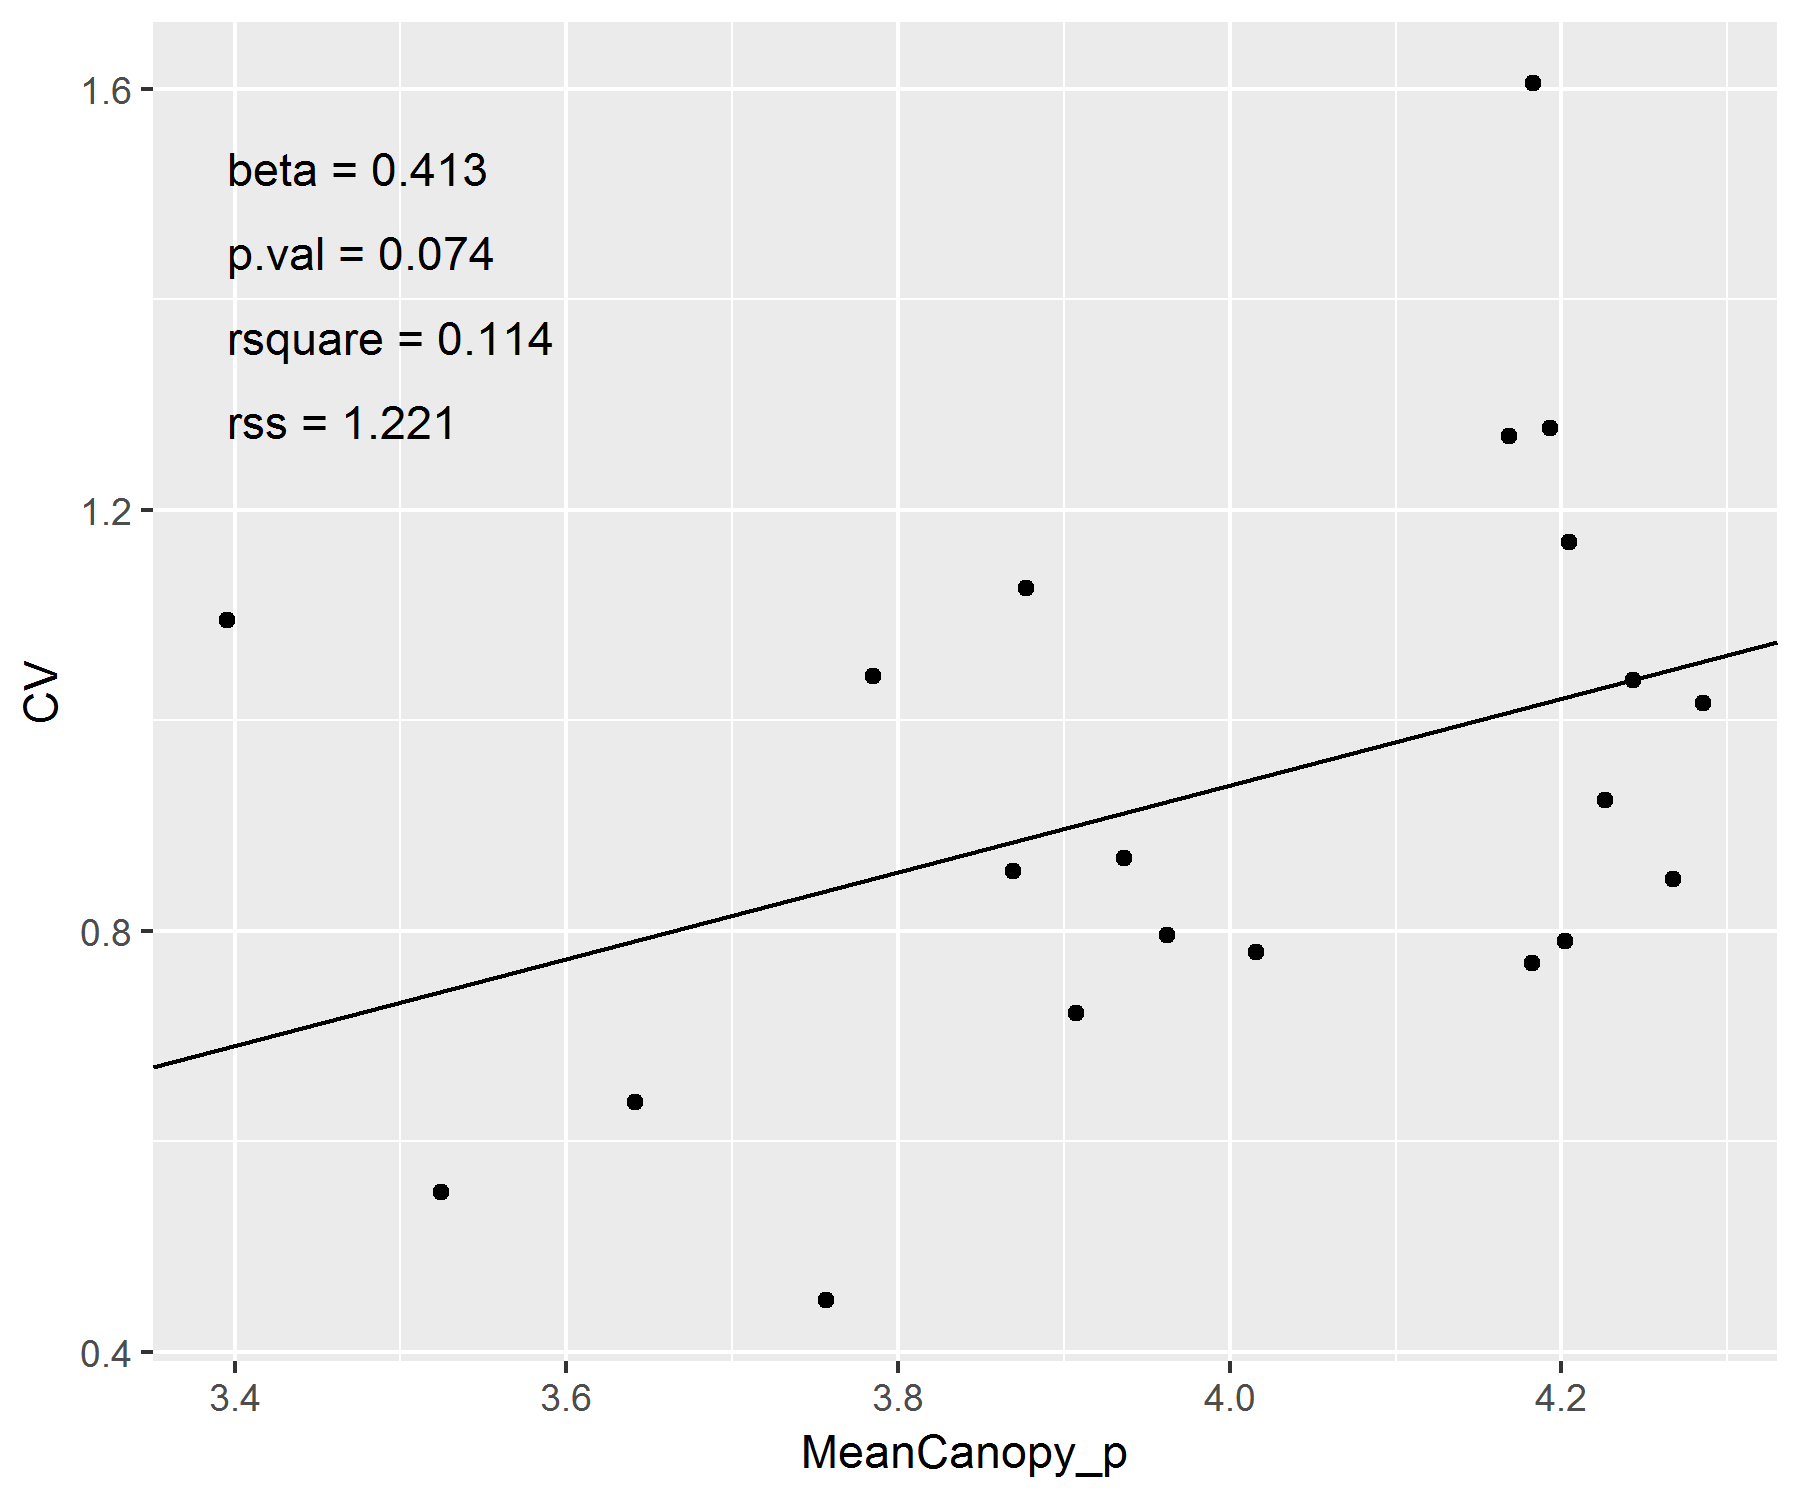 1.6
beta = 0.413
p.val = 0.074
rsquare = 0.114
rss = 1.221
1.2
CV
0.8
0.4
3.4 3.6 3.8 4.0 4.2
MeanCanopy_p